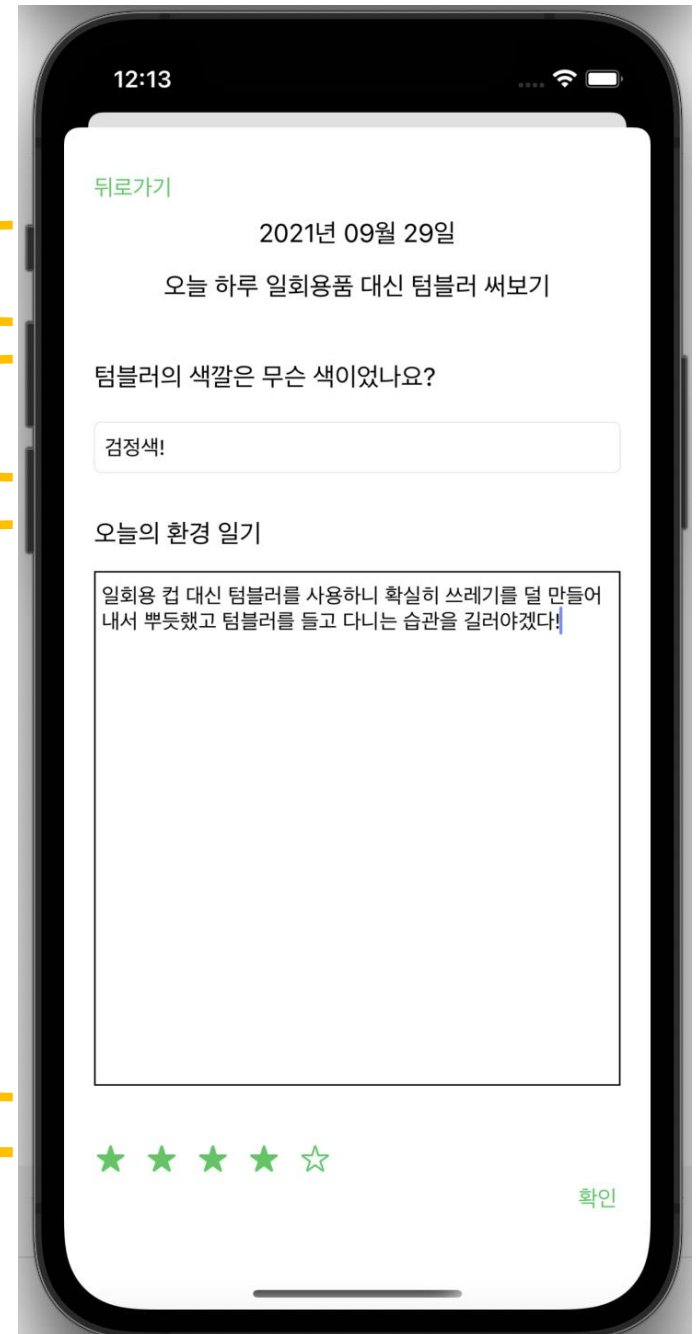 12:13
뒤로가기
2021년 09월 29일
오늘 하루 일회용품 대신 텀블러 써보기
텀블러의 색깔은 무슨 색이었나요?
검정색!
오늘의 환경 일기
일회용 컵 대신 텀블러를 사용하니 확실히 쓰레기를 덜 만들어
내서 뿌듯했고 텀블러를 들고 다니는 습관을 길러야겠다!
확인